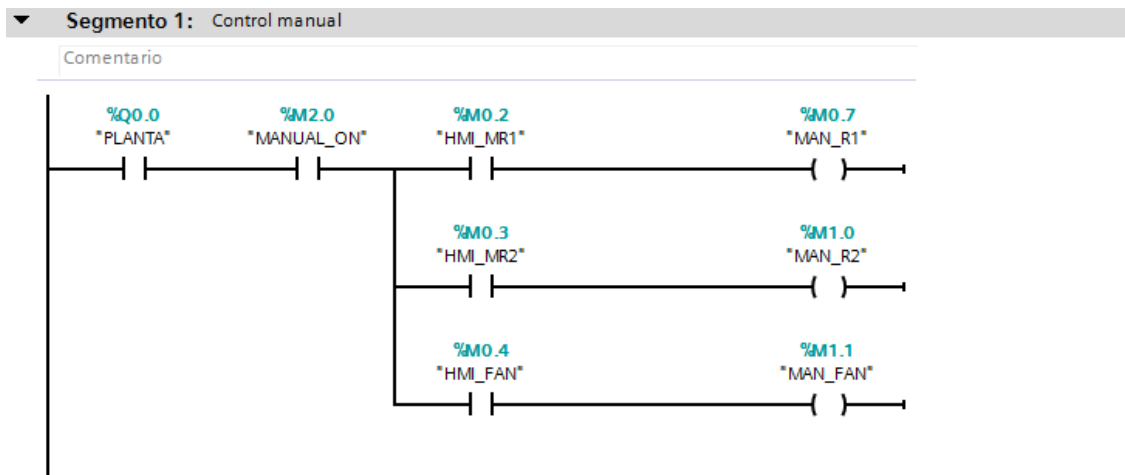 Segmento 1: Control manual
Comentario
%Q0.0 %M2.0 %M0.2 %M0.7
"PLANTA" "MANUAL_ON" "HMI_MR1" "MAN_R1"
%M0.3 %M1.0
"HMI_MR2" "MAN_R2"
%M0.4 %M1.1
"HMI_FAN" "MAN_FAN"